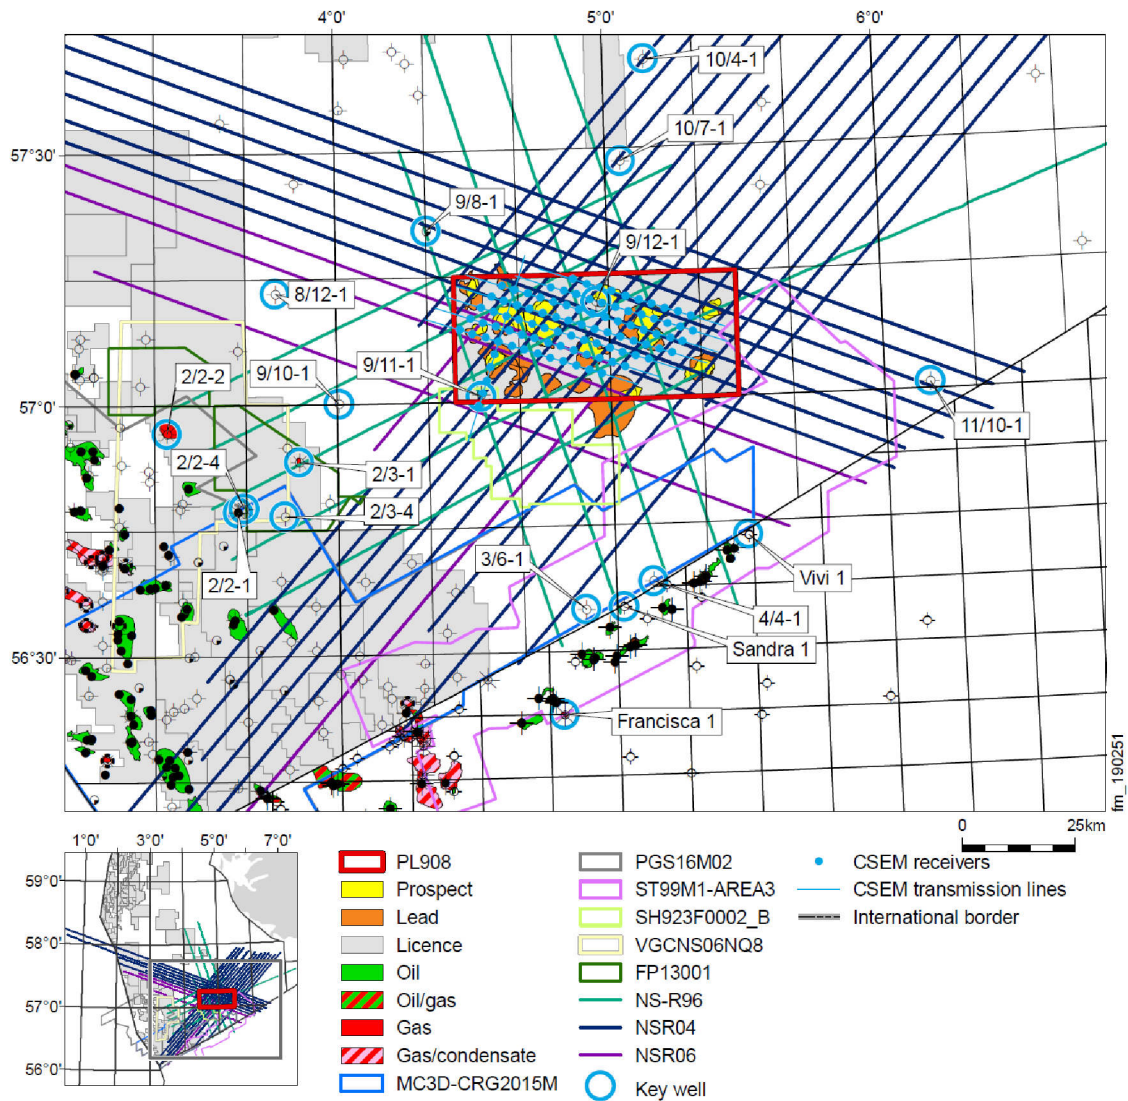 4°0' 5°0' 6°0'
10/4-1
10/7-1
57°30'
9/8-1
9/12-1
8/12-1
2/2-2
9/10-1
9/11-1
57°0'
11/10-1
2/2-4
2/3-1
2/3-4
3/6-1
Vivi 1
2/2-1
4/4-1
Sandra 1
56°30'
Francisca 1
fm_190251
0 25km
1°0' 3°0' 5°0' 7°0'
59°0'
58°0'
57°0'
56°0'
PL908
Prospect
Lead
Licence
Oil
Oil/gas
Gas
Gas/condensate
MC3D-CRG2015M
PGS16M02
ST99M1-AREA3
SH923F0002_B
VGCNS06NQ8
FP13001
NS-R96
NSR04
NSR06
Key well
CSEM receivers
CSEM transmission lines
International border